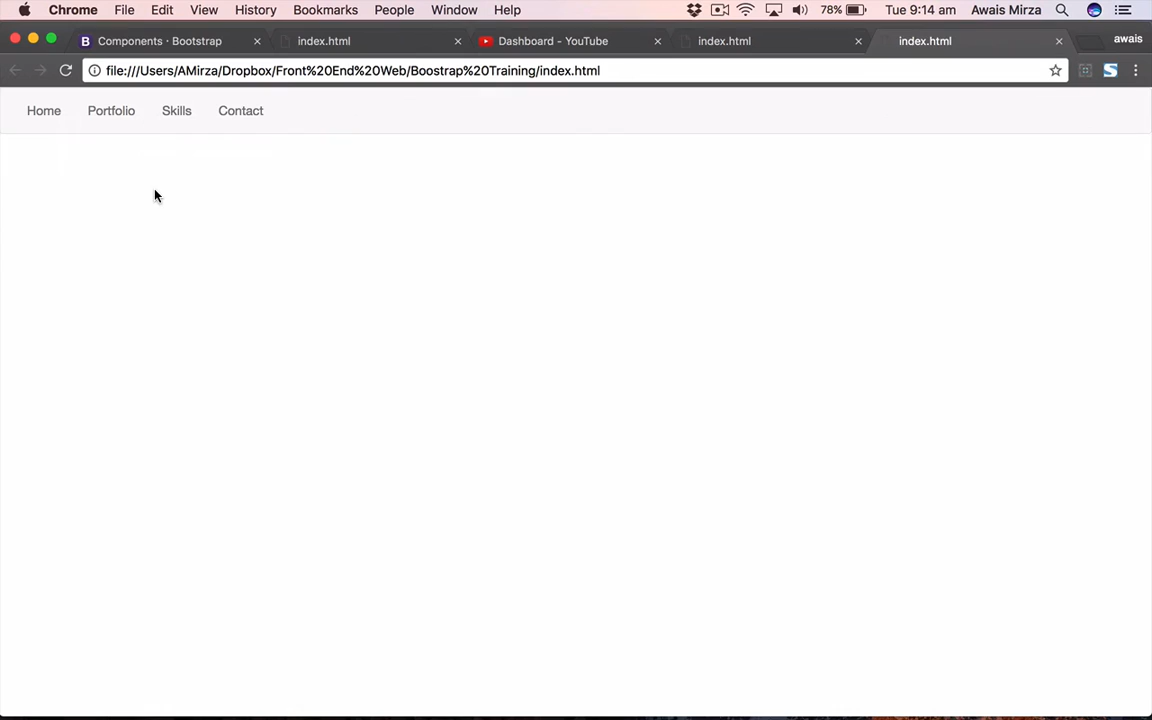 Chrome File Edit View History Bookmarks People Window Help 78% Tue 9:14 am Awais Mirza
B Components · Bootstrap index.html Dashboard - YouTube index.html index.html awais
file:///Users/AMirza/Dropbox/Front%20End%20Web/Boostrap%20Training/index.html S
Home Portfolio Skills Contact